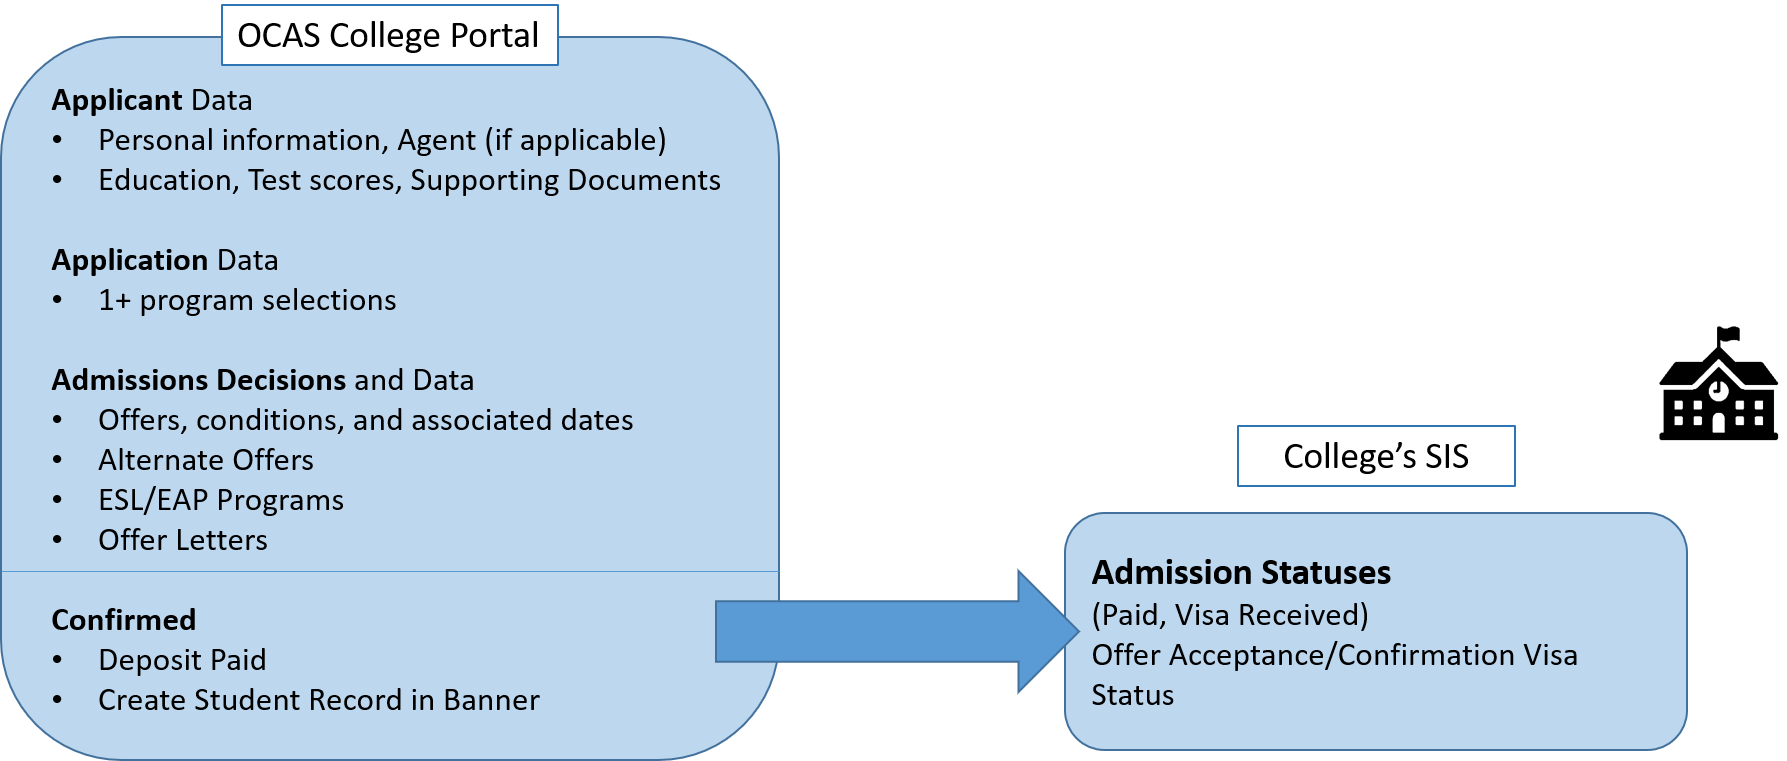 OCAS College Portal
Applicant Data
• Personal information, Agent (if applicable)
• Education, Test scores, Supporting Documents
Application Data
• 1+ program selections
Admissions Decisions and Data
• Offers, conditions, and associated dates
• Alternate Offers
• ESL/EAP Programs
• Offer Letters
Confirmed
• Deposit Paid
• Create Student Record in Banner
College’s SIS
Admission Statuses
(Paid, Visa Received)
Offer Acceptance/Confirmation Visa
Status